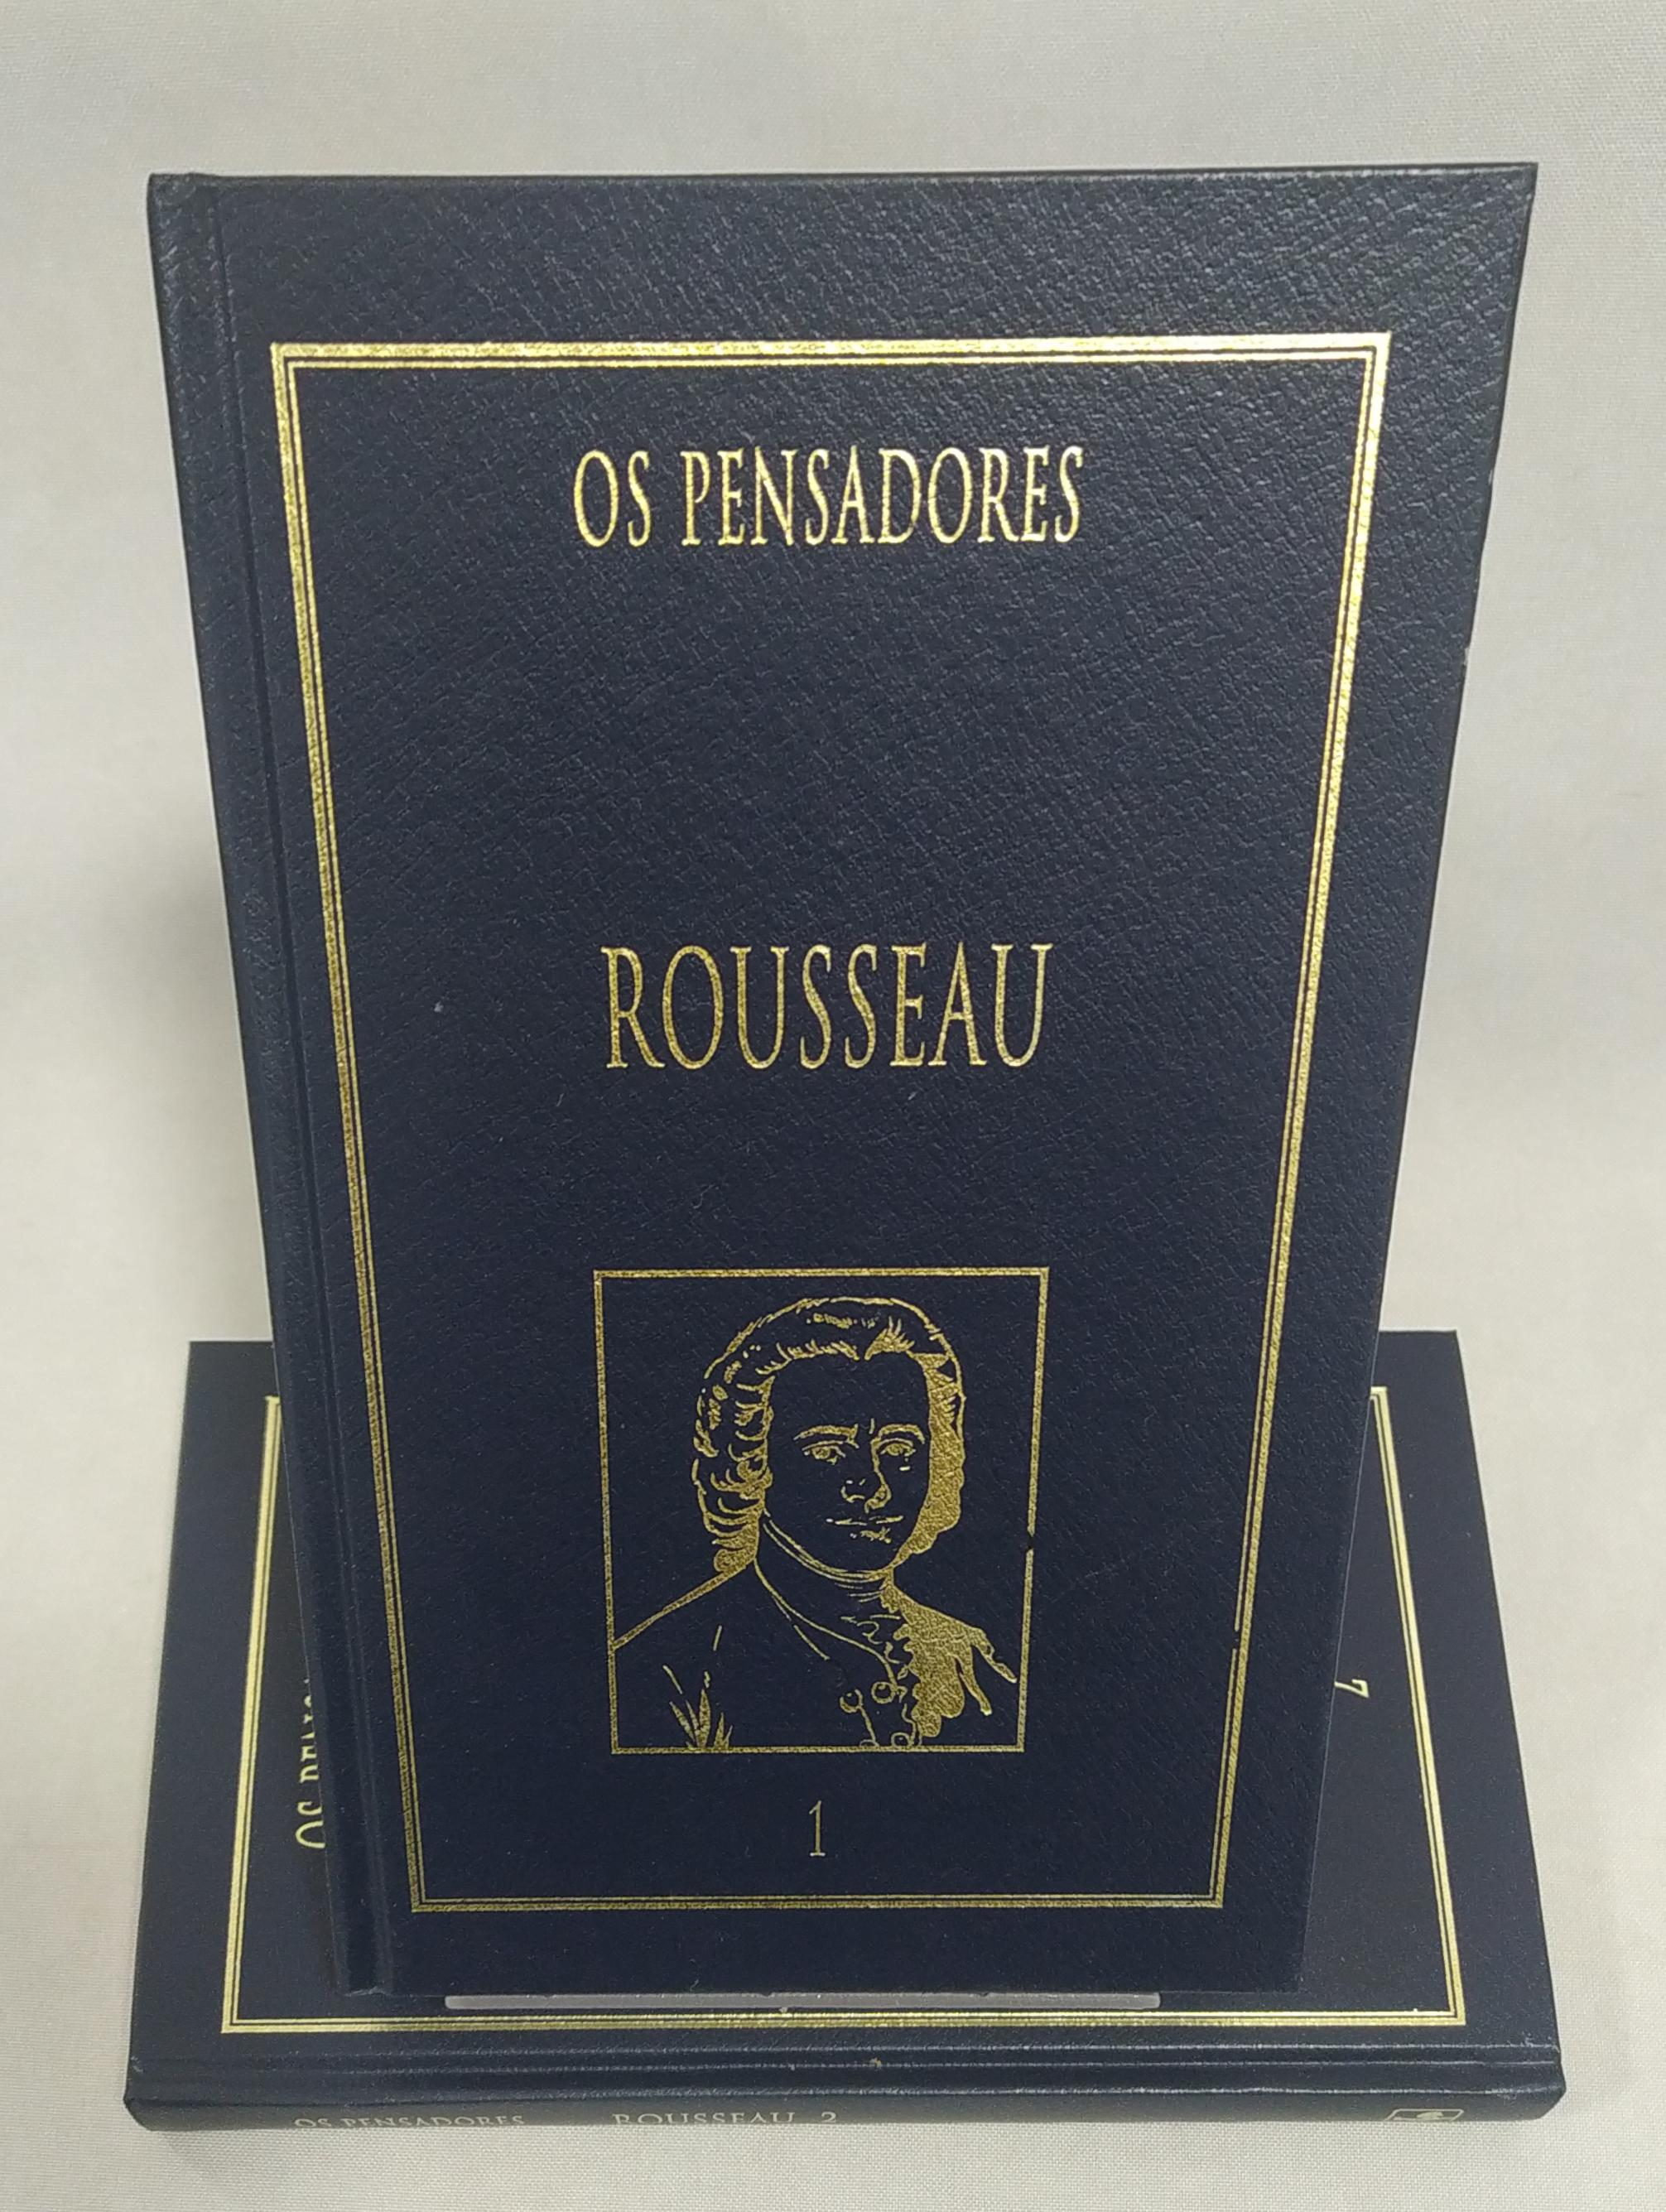 OS PENSADORES
ROUSSEAU
1
OS PENSADORES ROUSSEAU 2